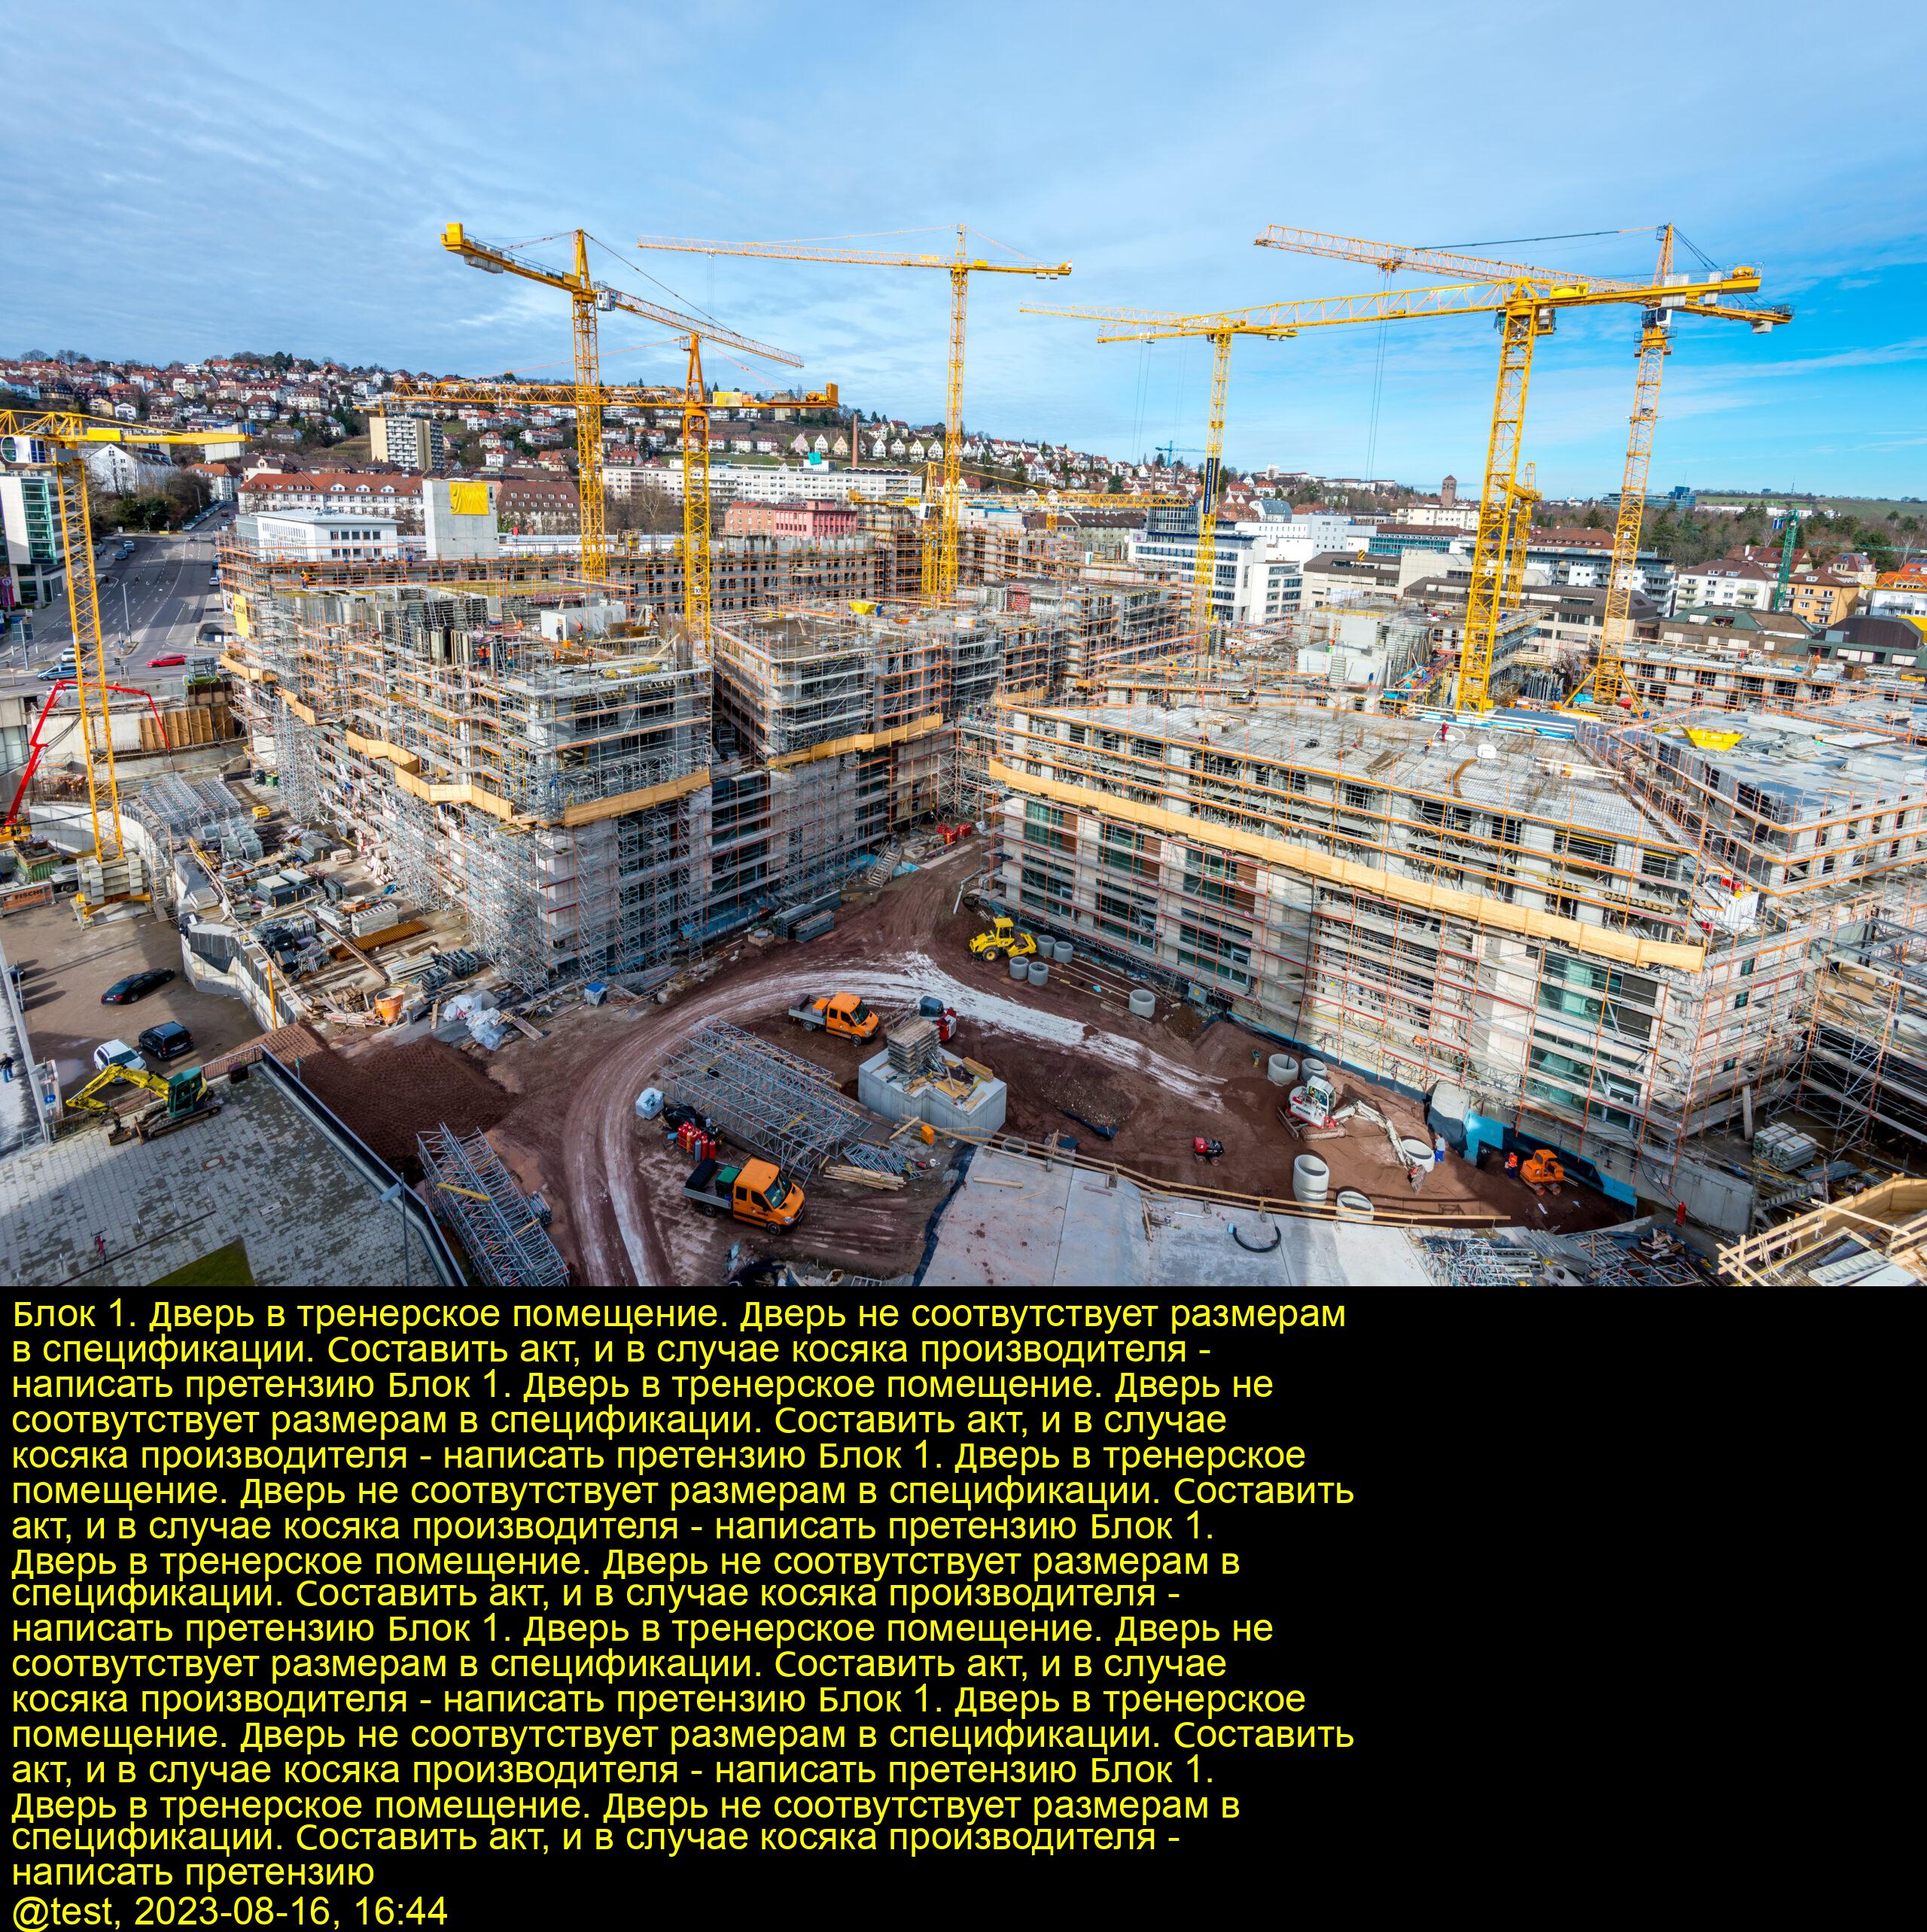 Блок 1. Дверь в тренерское помещение. Дверь не соотвутствует размерам
в спецификации. Составить акт, и в случае косяка производителя -
написать претензию Блок 1. Дверь в тренерское помещение. Дверь не
соотвутствует размерам в спецификации. Составить акт, и в случае
косяка производителя - написать претензию Блок 1. Дверь в тренерское
помещение. Дверь не соотвутствует размерам в спецификации. Составить
акт, и в случае косяка производителя - написать претензию Блок 1.
Дверь в тренерское помещение. Дверь не соотвутствует размерам в
спецификации. Составить акт, и в случае косяка производителя -
написать претензию Блок 1. Дверь в тренерское помещение. Дверь не
соотвутствует размерам в спецификации. Составить акт, и в случае
косяка производителя - написать претензию Блок 1. Дверь в тренерское
помещение. Дверь не соотвутствует размерам в спецификации. Составить
акт, и в случае косяка производителя - написать претензию Блок 1.
Дверь в тренерское помещение. Дверь не соотвутствует размерам в
спецификации. Составить акт, и в случае косяка производителя -
написать претензию
@test, 2023-08-16, 16:44